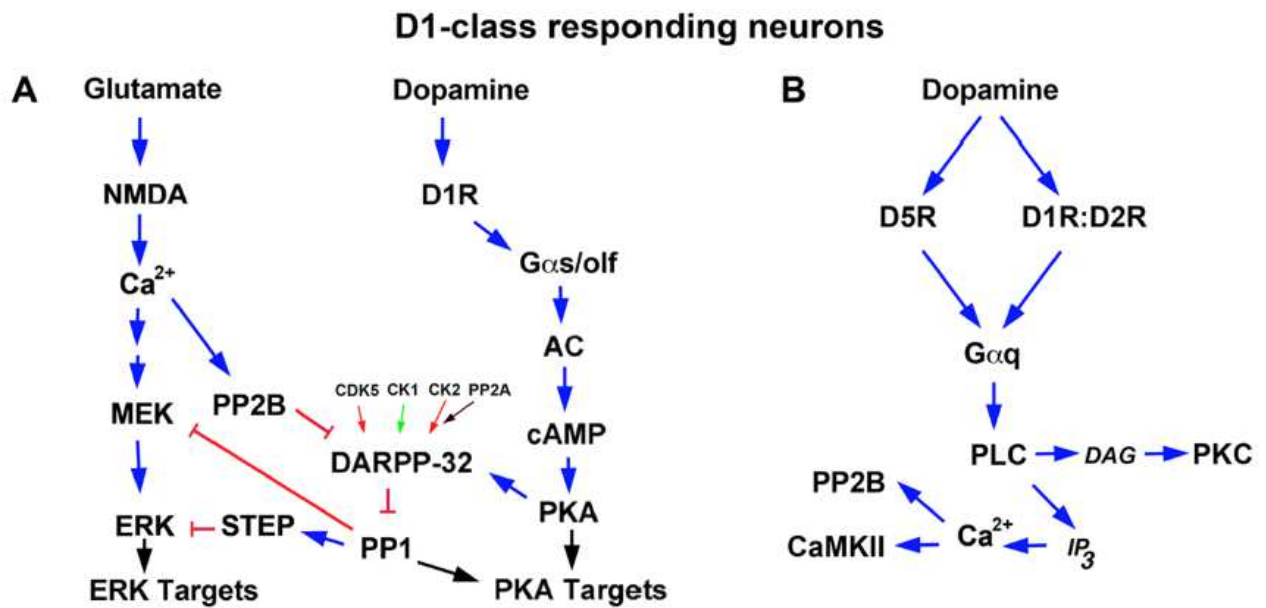 D1-class responding neurons
A
Glutamate
Dopamine
NMDA
D1R
Ca²⁺
Gαs/olf
AC
CDK5 CK1 CK2 PP2A
MEK
PP2B
cAMP
DARPP-32
ERK
STEP
PP1
PKA
ERK Targets
PKA Targets
B
Dopamine
D5R
D1R:D2R
Gαq
PLC
DAG
PKC
PP2B
Ca²⁺
CaMKII
IP₃